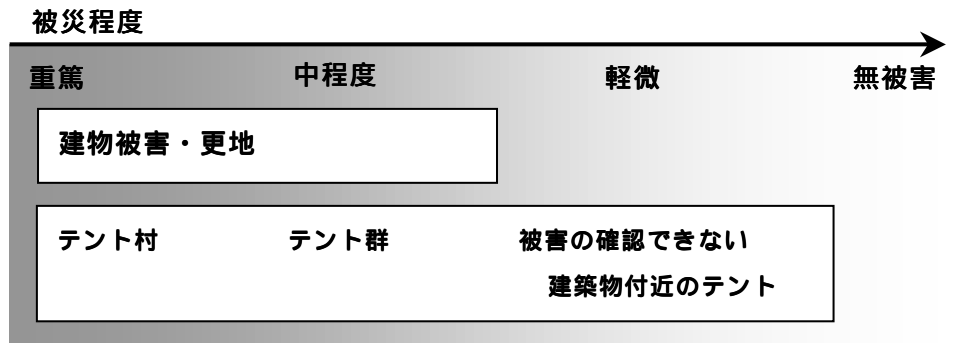 被災程度
重篤 中程度 軽微 無被害
建物被害・更地
テント村 テント群 被害の確認できない
建築物付近のテント